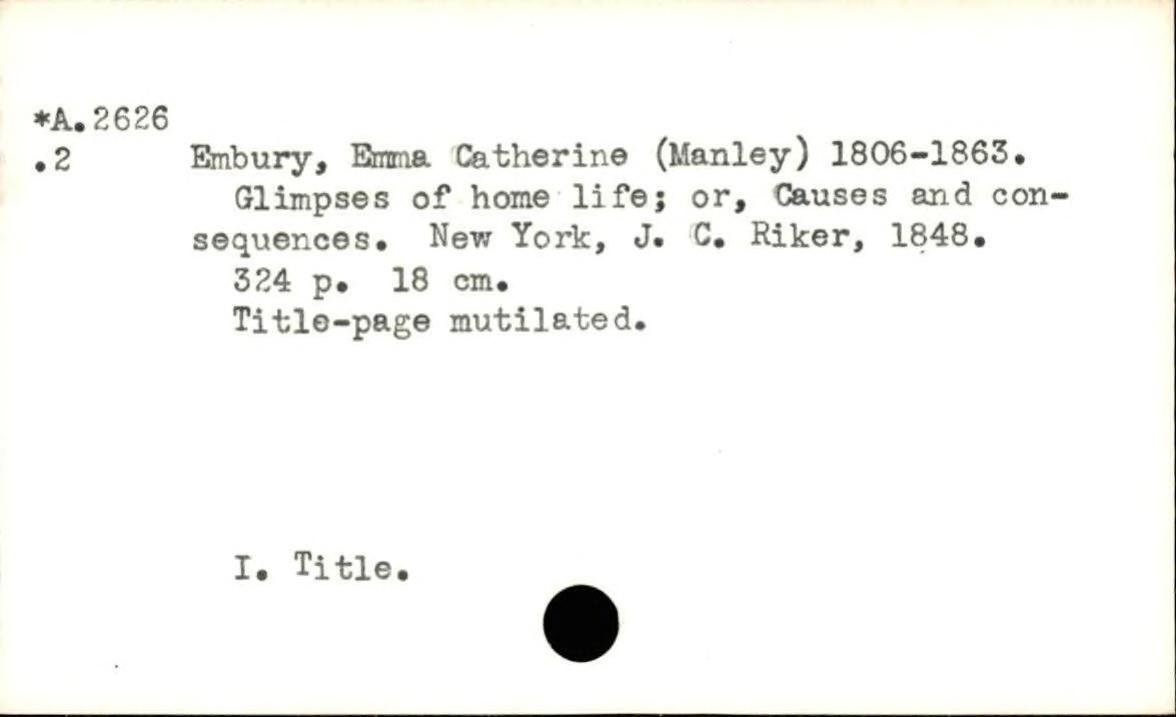 *A.2626
.2 Embury, Emma Catherine (Manley) 1806-1863.
Glimpses of home life; or, Causes and con-
sequences. New York, J. C. Riker, 1848.
324 p. 18 cm.
Title-page mutilated.
I. Title.